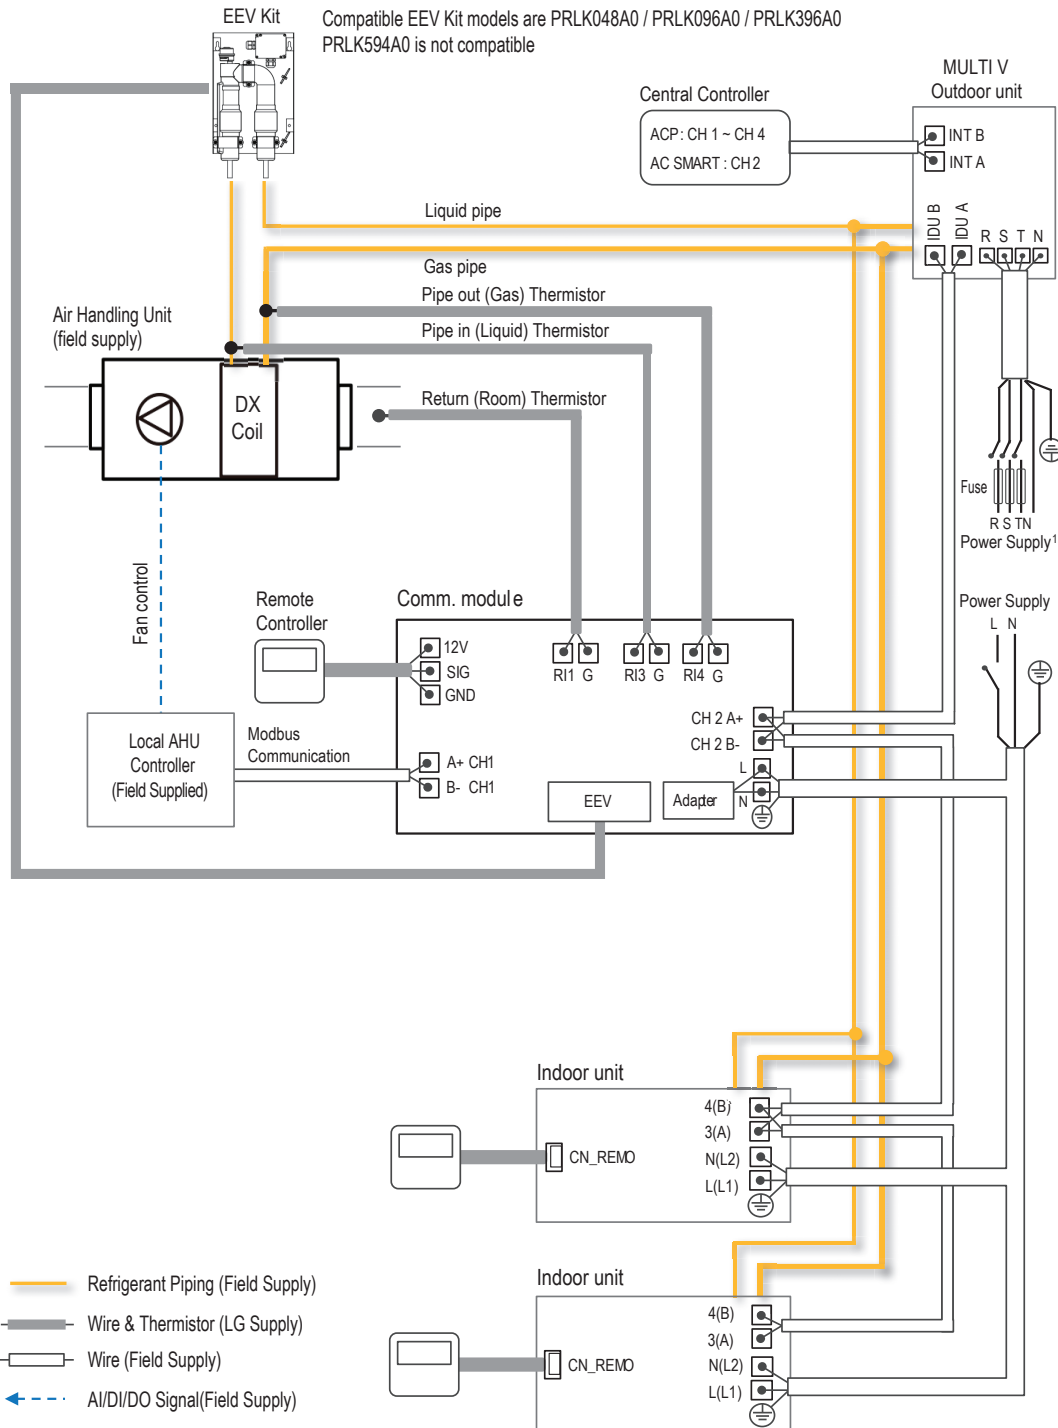 EEV Kit
Compatible EEV Kit models are PRLK048A0 / PRLK096A0 / PRLK396A0
PRLK594A0 is not compatible
MULTI V
Outdoor unit
Central Controller
ACP : CH 1 ~ CH 4
AC SMART : CH 2
INT B
INT A
IDU B
IDU A
R S T N
Liquid pipe
Gas pipe
Pipe out (Gas) Thermistor
Pipe in (Liquid) Thermistor
Return (Room) Thermistor
Air Handling Unit
(field supply)
DX
Coil
Fuse
R S TN
Power Supply¹
Power Supply
L N
Fan control
Remote
Controller
Comm. module
12V
SIG
GND
RI1 G
RI3 G
RI4 G
CH 2 A+
CH 2 B-
L
N
Local AHU
Controller
(Field Supplied)
Modbus
Communication
A+ CH1
B- CH1
EEV
Adapter
Indoor unit
4(B)
3(A)
N(L2)
L(L1)
CN_REMO
Indoor unit
4(B)
3(A)
N(L2)
L(L1)
CN_REMO
Refrigerant Piping (Field Supply)
Wire & Thermistor (LG Supply)
Wire (Field Supply)
AI/DI/DO Signal(Field Supply)